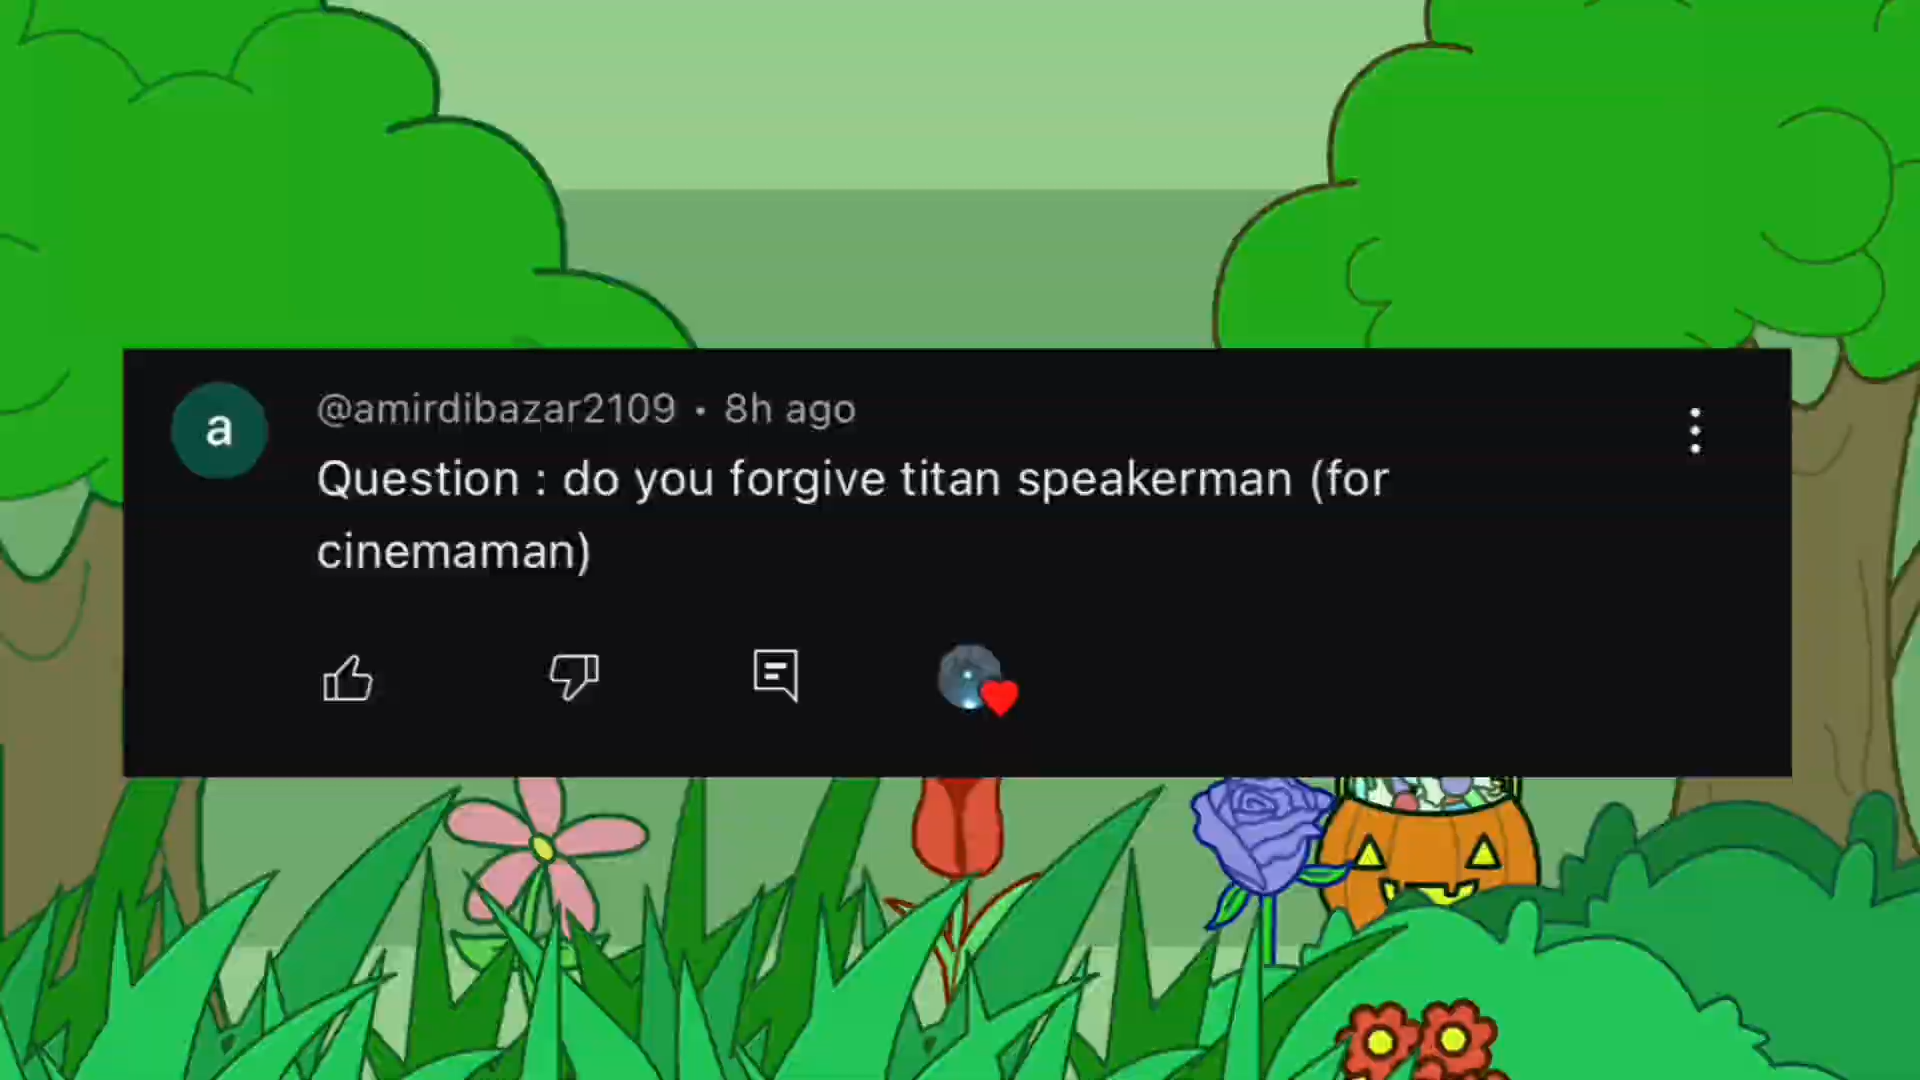 a
@amirdibazar2109 • 8h ago
Question : do you forgive titan speakerman (for
cinemaman)